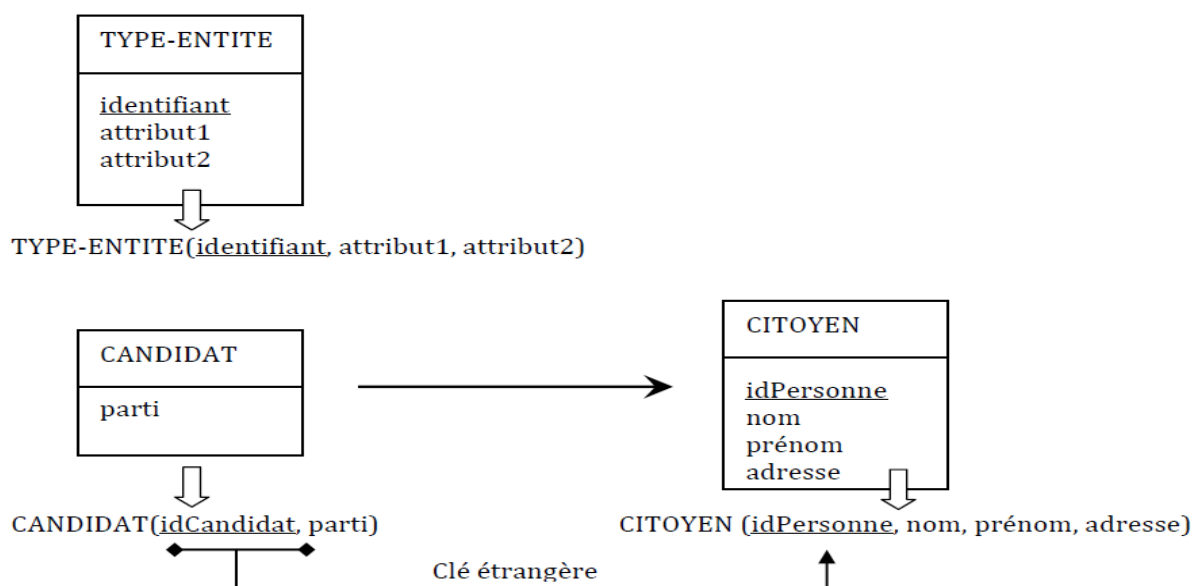 TYPE-ENTITE
identifiant
attribut1
attribut2
TYPE-ENTITE(identifiant, attribut1, attribut2)
CANDIDAT
parti
CITOYEN
idPersonne
nom
prénom
adresse
CANDIDAT(idCandidat, parti)
CITOYEN (idPersonne, nom, prénom, adresse)
Clé étrangère